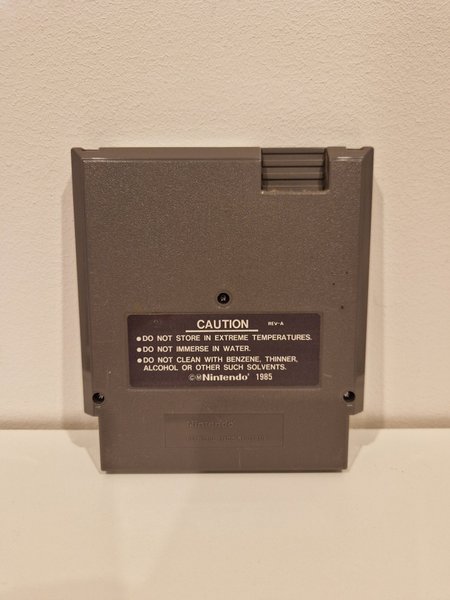 CAUTION REV-A
•DO NOT STORE IN EXTREME TEMPERATURES.
•DO NOT IMMERSE IN WATER.
•DO NOT CLEAN WITH BENZENE, THINNER,
ALCOHOL OR OTHER SUCH SOLVENTS.
©Ⓜ Nintendo® 1985
Nintendo®